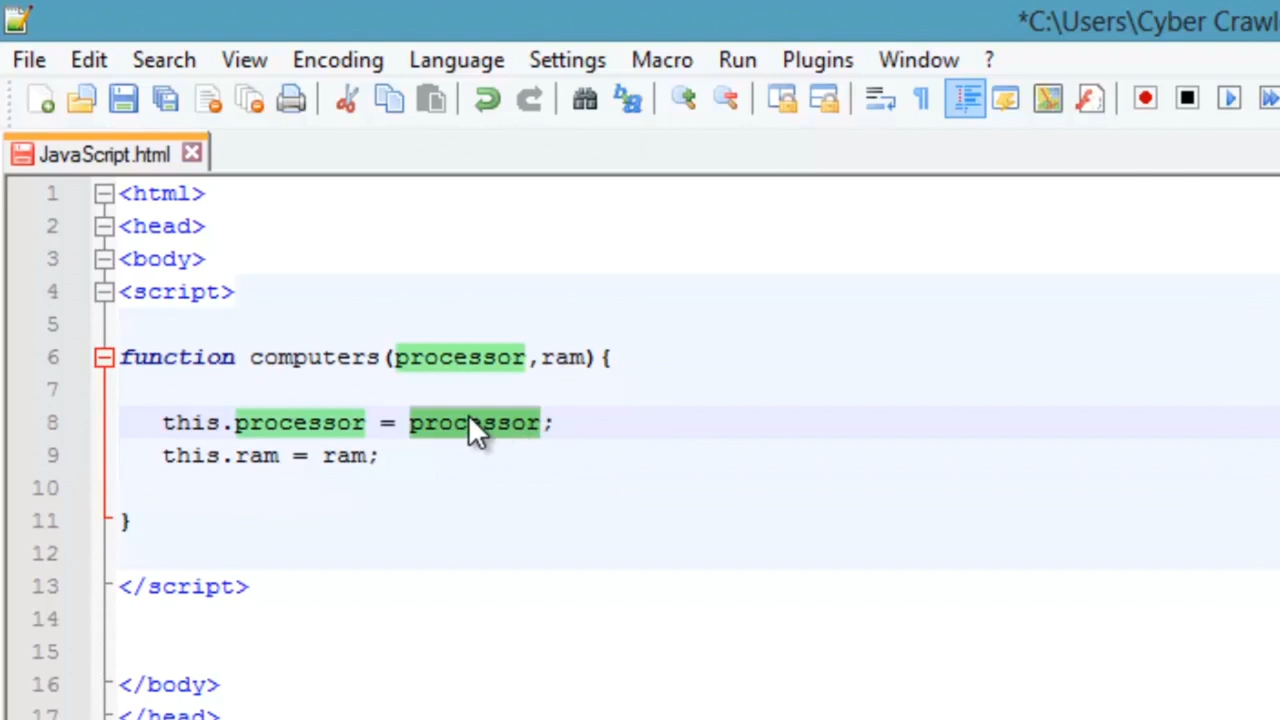 *C:\Users\Cyber Crawl
File Edit Search View Encoding Language Settings Macro Run Plugins Window ?
JavaScript.html
1 <html>
2 <head>
3 <body>
4 <script>
5
6 function computers(processor,ram){
7
8 this.processor = processor;
9 this.ram = ram;
10
11 }
12
13 </script>
14
15
16 </body>
17 </head>